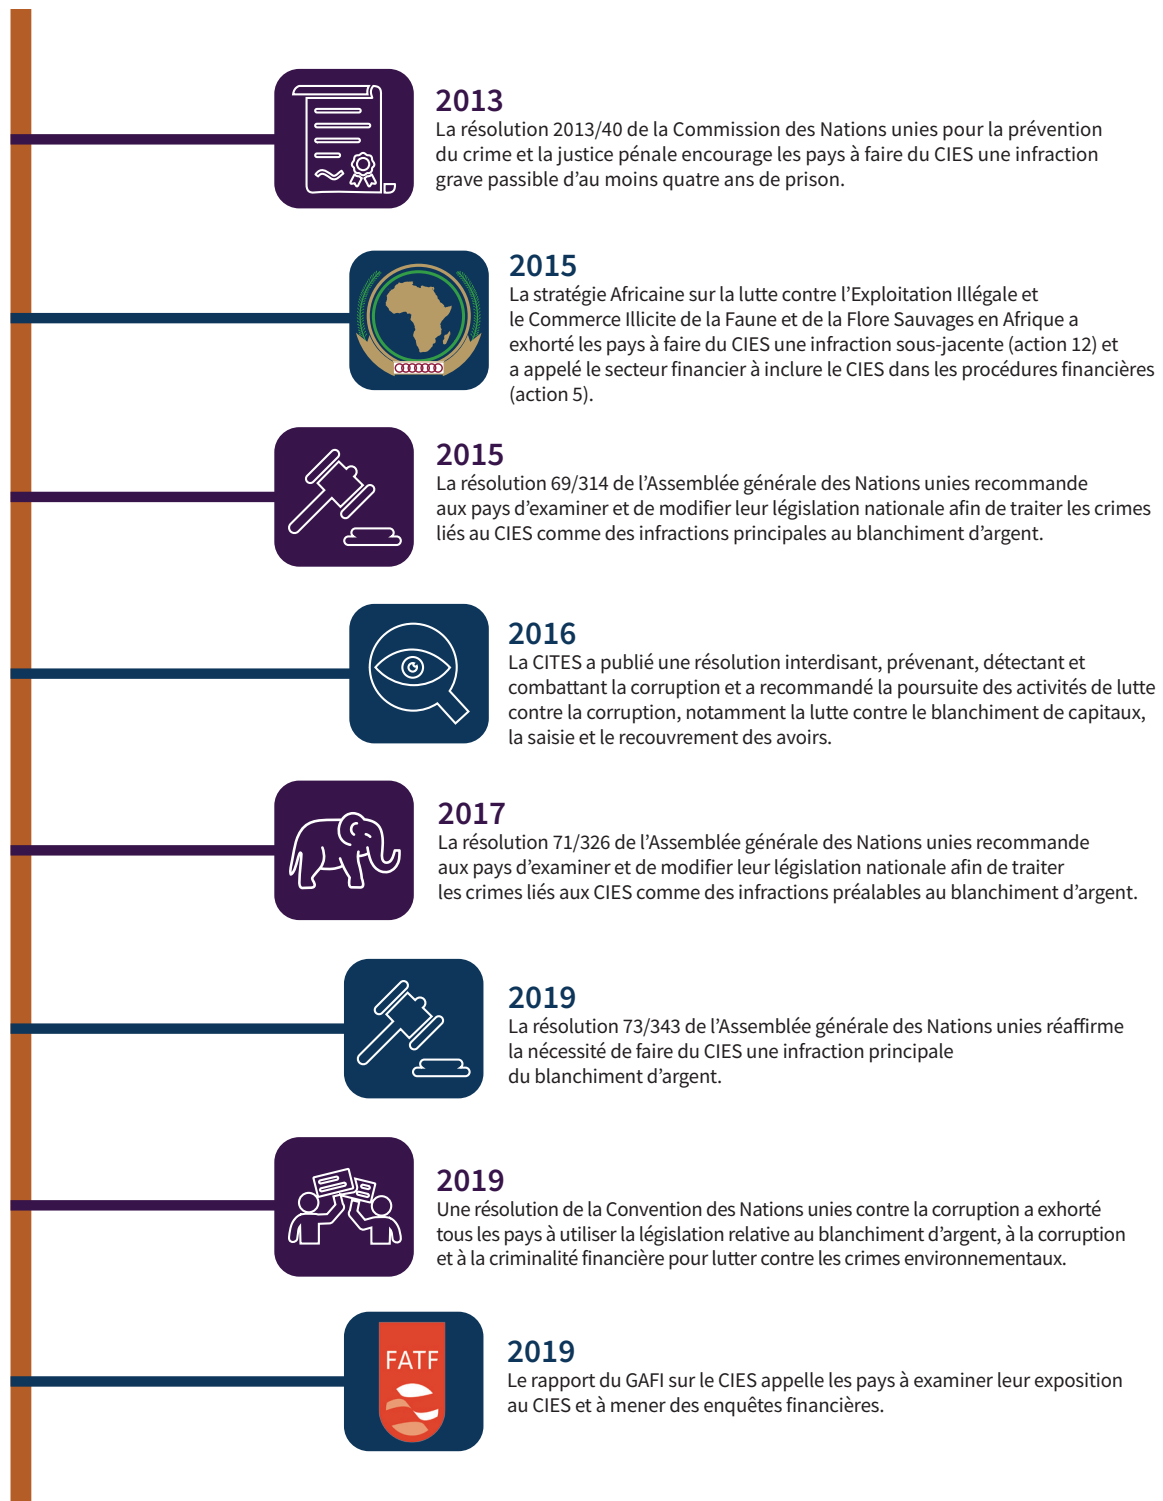 2013
La résolution 2013/40 de la Commission des Nations unies pour la prévention
du crime et la justice pénale encourage les pays à faire du CIES une infraction
grave passible d’au moins quatre ans de prison.
2015
La stratégie Africaine sur la lutte contre l’Exploitation Illégale et
le Commerce Illicite de la Faune et de la Flore Sauvages en Afrique a
exhorté les pays à faire du CIES une infraction sous-jacente (action 12) et
a appelé le secteur financier à inclure le CIES dans les procédures financières
(action 5).
2015
La résolution 69/314 de l’Assemblée générale des Nations unies recommande
aux pays d’examiner et de modifier leur législation nationale afin de traiter les crimes
liés au CIES comme des infractions principales au blanchiment d’argent.
2016
La CITES a publié une résolution interdisant, prévenant, détectant et
combattant la corruption et a recommandé la poursuite des activités de lutte
contre la corruption, notamment la lutte contre le blanchiment de capitaux,
la saisie et le recouvrement des avoirs.
2017
La résolution 71/326 de l’Assemblée générale des Nations unies recommande
aux pays d’examiner et de modifier leur législation nationale afin de traiter
les crimes liés aux CIES comme des infractions préalables au blanchiment d’argent.
2019
La résolution 73/343 de l’Assemblée générale des Nations unies réaffirme
la nécessité de faire du CIES une infraction principale
du blanchiment d’argent.
2019
Une résolution de la Convention des Nations unies contre la corruption a exhorté
tous les pays à utiliser la législation relative au blanchiment d’argent, à la corruption
et à la criminalité financière pour lutter contre les crimes environnementaux.
FATF
2019
Le rapport du GAFI sur le CIES appelle les pays à examiner leur exposition
au CIES et à mener des enquêtes financières.